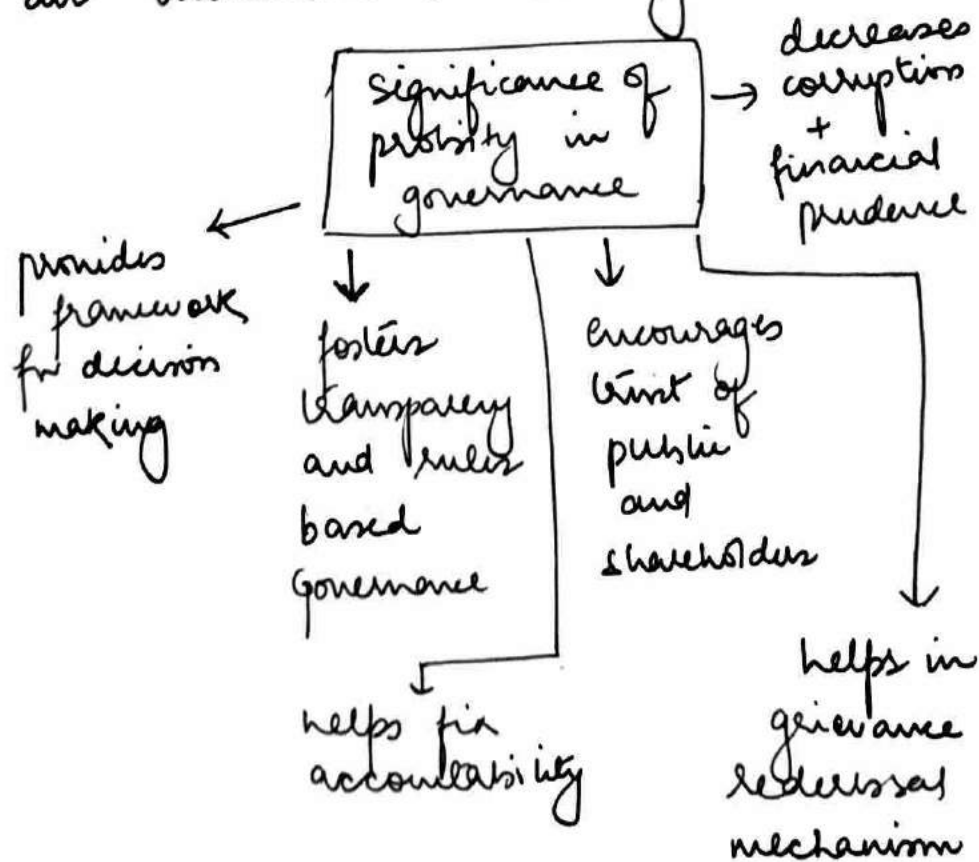 significance of
probity in
governance
decreases
corruption
+
financial
prudence
provides
framework
for decision
making
fosters
transparency
and rules
based
Governance
encourages
trust of
public
and
shareholders
helps fix
accountability
helps in
grievance
redressal
mechanism